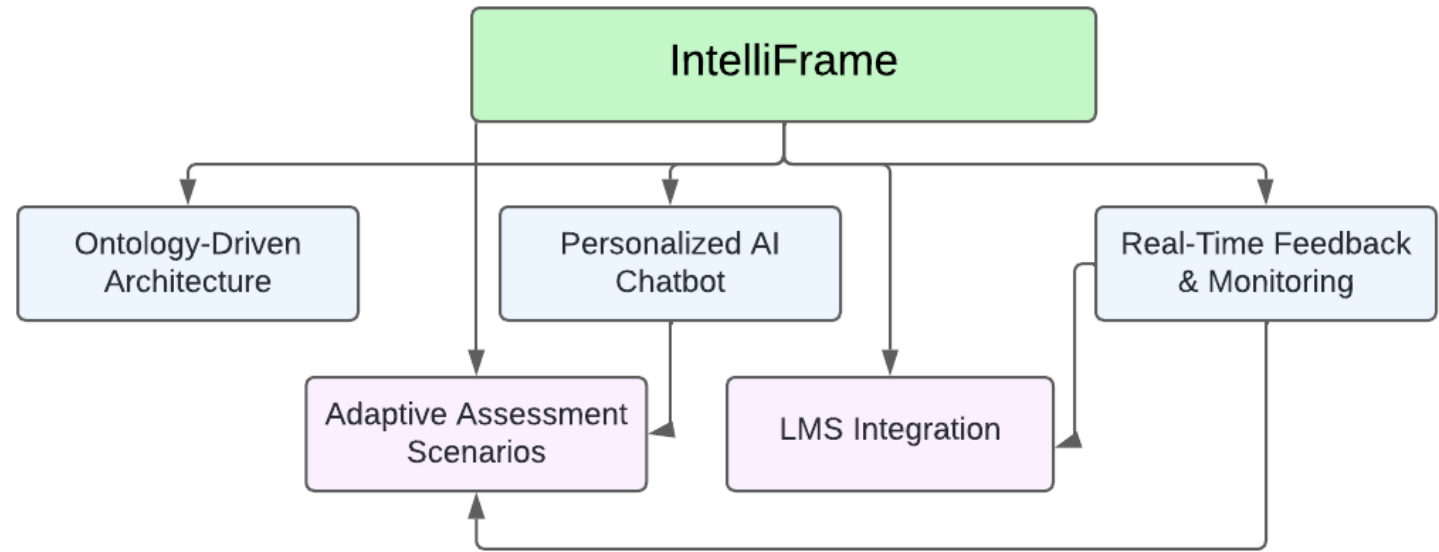 IntelliFrame
Ontology-Driven
Architecture
Personalized AI
Chatbot
Real-Time Feedback
& Monitoring
Adaptive Assessment
Scenarios
LMS Integration